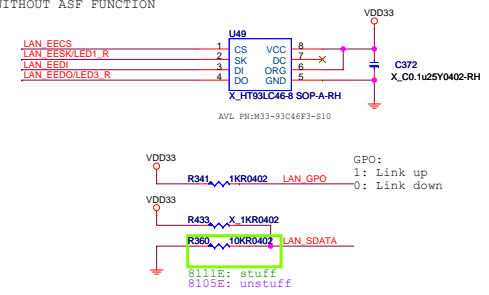 WITHOUT ASF FUNCTION
VDD33
U49
LAN_EECS 1 CS VCC 8
LAN_EESK/LED1_R 2 SK DC 7
LAN_EEDI 3 DI ORG 6
LAN_EEDO/LED3_R 4 DO GND 5
C372
X_C0.1u25Y0402-RH
X_HT93LC46-8 SOP-A-RH
AVL PN:M33-93C46F3-S10
VDD33
GPO:
1: Link up
0: Link down
R341 1KR0402 LAN_GPO
VDD33
R433 X_1KR0402
R360 10KR0402 LAN_SDATA
8111E: stuff
8105E: unstuff